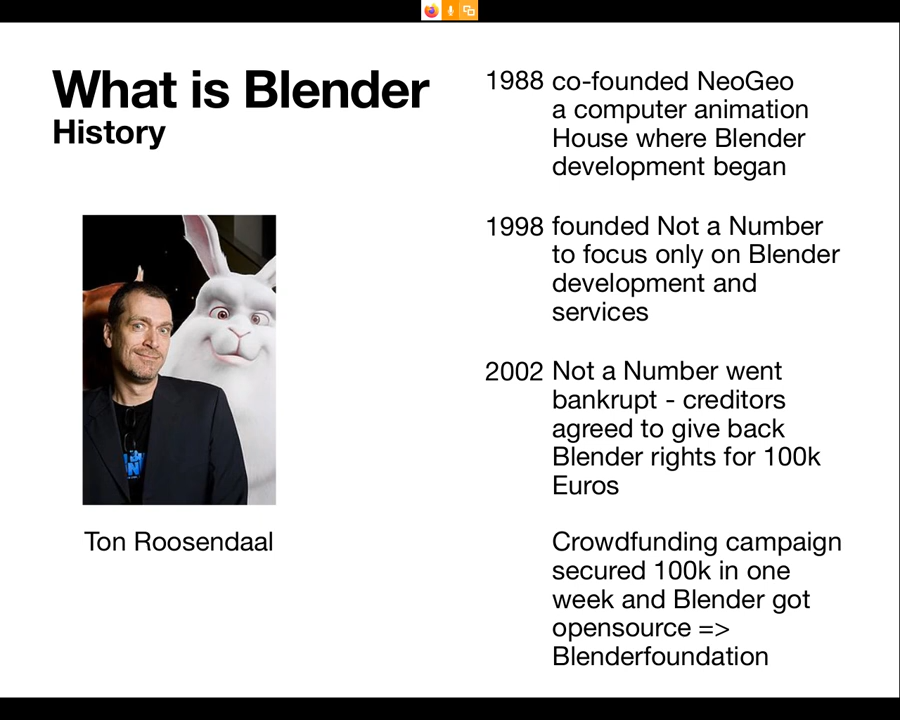 What is Blender
History
Ton Roosendaal
1988 co-founded NeoGeo
a computer animation
House where Blender
development began
1998 founded Not a Number
to focus only on Blender
development and
services
2002 Not a Number went
bankrupt - creditors
agreed to give back
Blender rights for 100k
Euros
Crowdfunding campaign
secured 100k in one
week and Blender got
opensource =>
Blenderfoundation